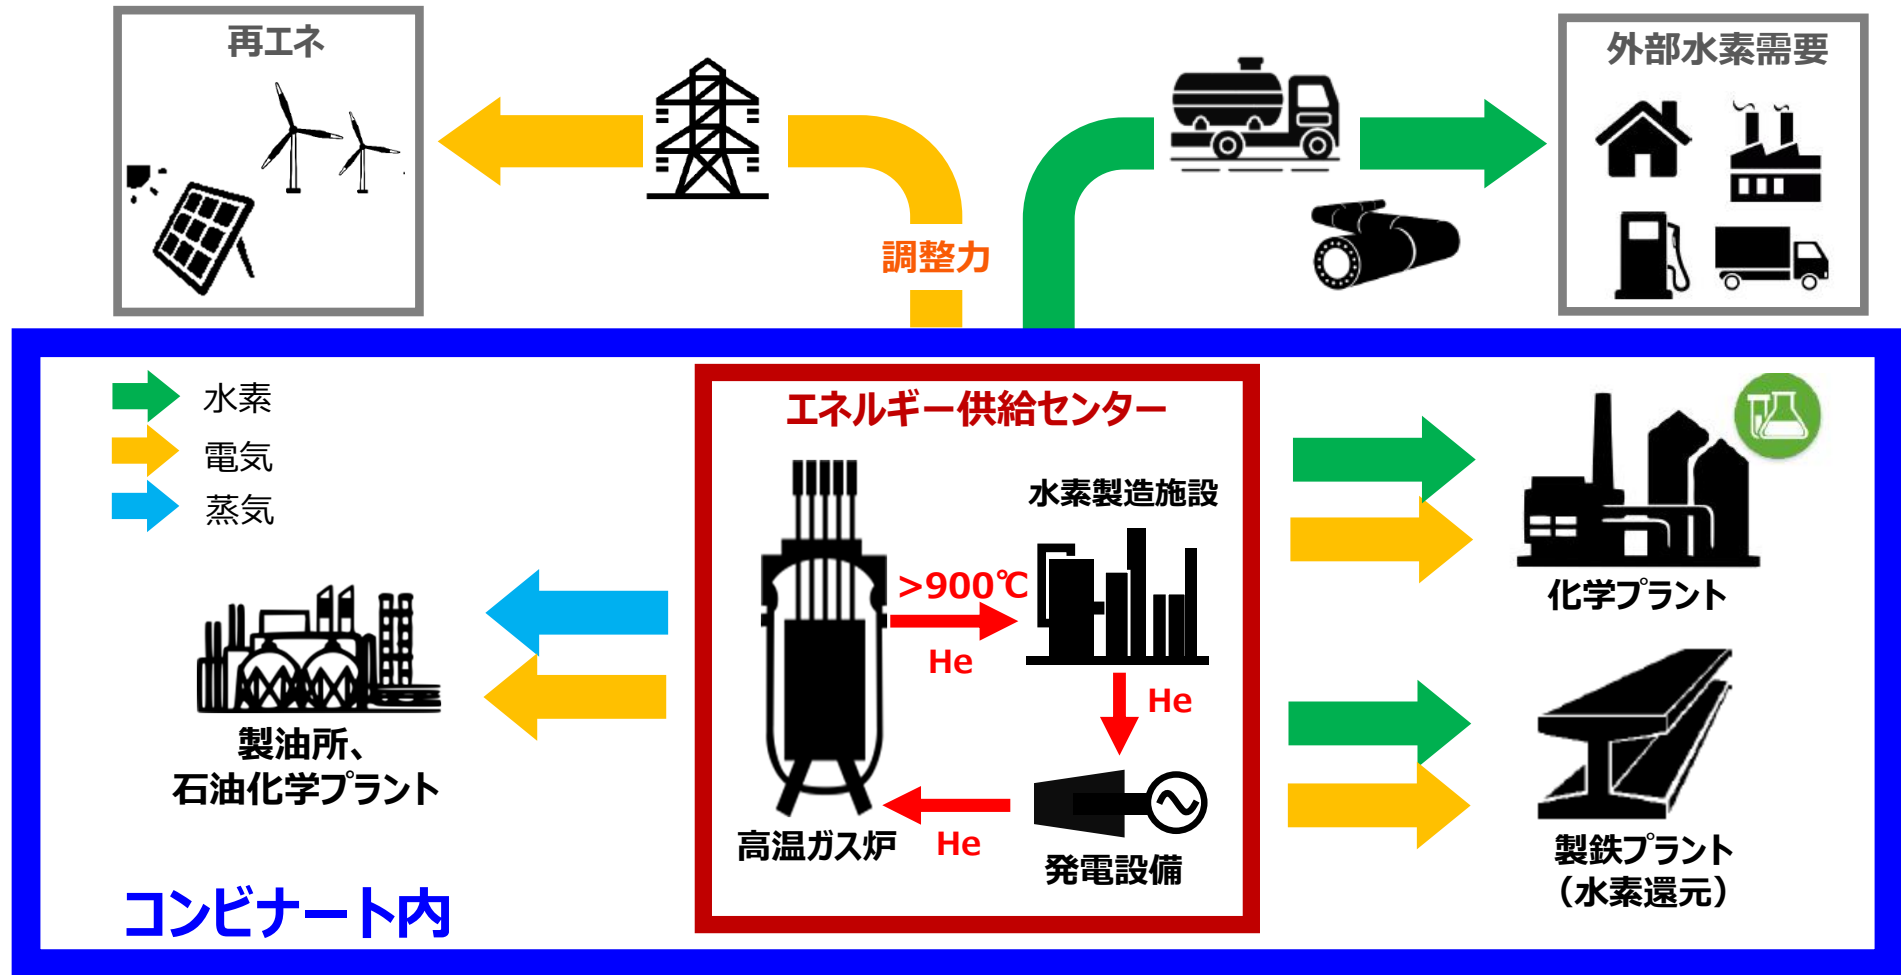 再エネ
外部水素需要
調整力
水素
電気
蒸気
エネルギー供給センター
水素製造施設
>900℃
He
He
He
高温ガス炉
発電設備
製油所、
石油化学プラント
化学プラント
製鉄プラント
（水素還元）
コンビナート内